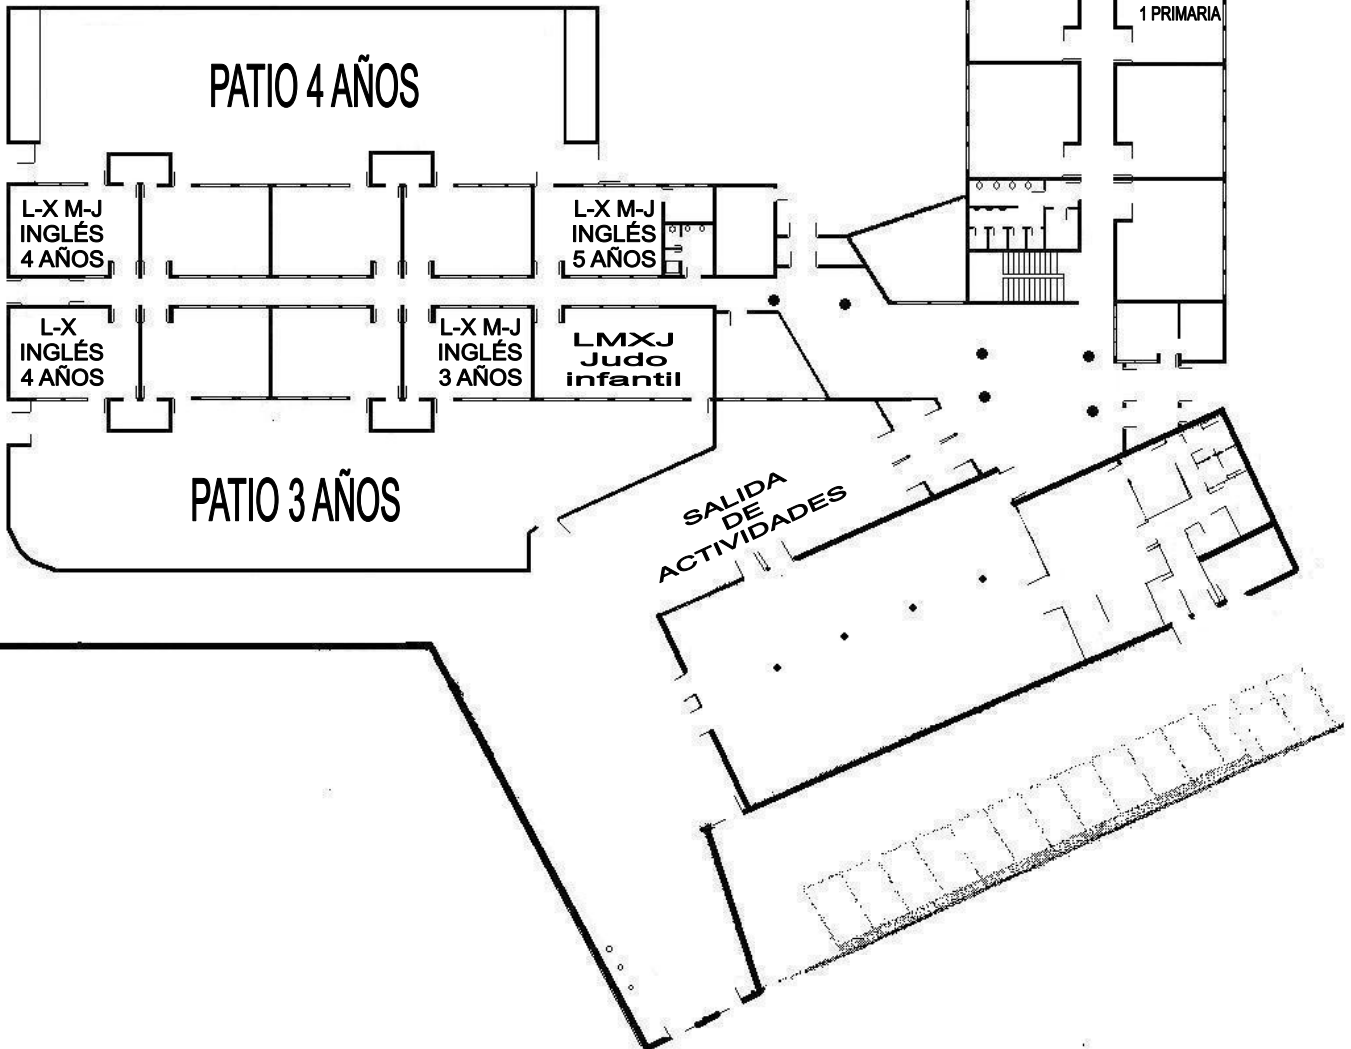 1 PRIMARIA
PATIO 4 AÑOS
L-X M-J
INGLÉS
4 AÑOS
L-X M-J
INGLÉS
5 AÑOS
L-X
INGLÉS
4 AÑOS
L-X M-J
INGLÉS
3 AÑOS
LMXJ
Judo
infantil
PATIO 3 AÑOS
SALIDA
DE
ACTIVIDADES